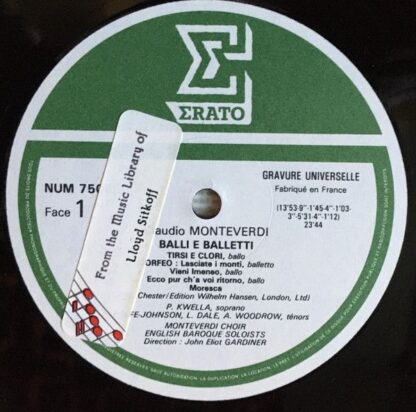 ΣRATO
NUM 750
GRAVURE UNIVERSELLE
Fabriqué en France
Face 1
(13'53-9"-1'45-4"-1'03-
3"-5'31-4"-1'12)
23'44
From the Music Library of
Lloyd Sitkoff
audio MONTEVERDI
BALLI E BALLETTI
TIRSI E CLORI, ballo
ORFEO : Lasciate i monti, balletto
Vieni Imeneo, ballo
Ecco pur ch'a voi ritorno, ballo
Moresca
Chester/Edition Wilhelm Hansen, London, Ltd)
P. KWELLA, soprano
FE-JOHNSON, L. DALE, A. WOODROW, ténors
MONTEVERDI CHOIR
ENGLISH BAROQUE SOLOISTS
Direction : John Eliot GARDINER